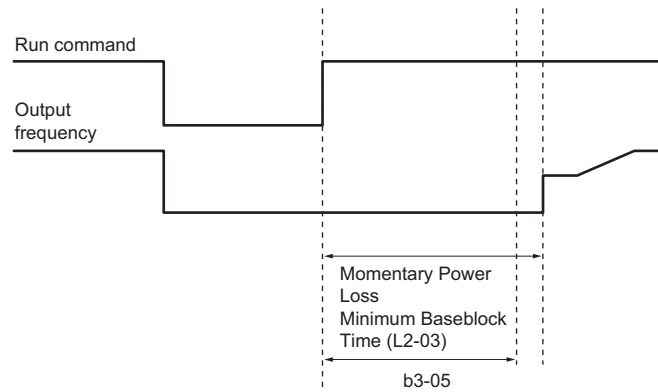 Run command
Output
frequency
Momentary Power
Loss
Minimum Baseblock
Time (L2-03)
b3-05